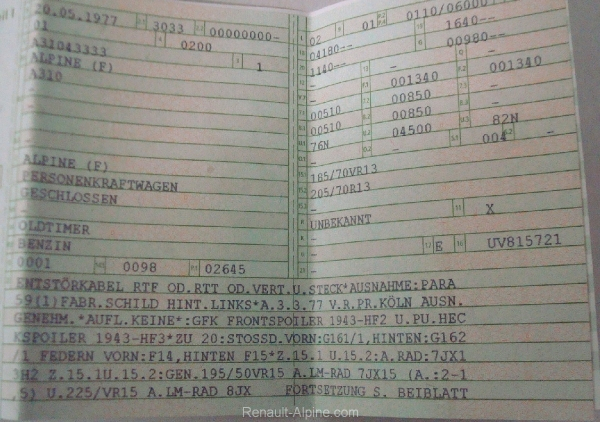 20.05.1977 3033 00000000-
01 0200
A31043333 1
ALPINE (F)
A310
-
-
-
ALPINE (F)
PERSONENKRAFTWAGEN
GESCHLOSSEN
-
OLDTIMER
BENZIN
0001 0098 02645
02 01 0110/06000
04180-- 1640--
1140-- 00980--
- - -
- 001340 001340
00510 00850 -
00510 00850 -
76N 04500 82N
- - 004 -
185/70VR13
205/70R13
-
UNBEKANNT X
-
- E UV815721
-
ENTSTÖRKABEL RTF OD.RTT OD.VERT.U.STECK*AUSNAHME:PARA
59(1)FABR.SCHILD HINT.LINKS*A.3.3.77 V.R.PR.KÖLN AUSN.
GENEHM.*AUFL.KEINE*:GFK FRONTSPOILER 1943-HF2 U.PU.HEC
KSPOILER 1943-HF3*ZU 20:STOSSD.VORN:G161/1,HINTEN:G162
/1 FEDERN VORN:F14,HINTEN F15*Z.15.1 U.15.2:A.RAD:7JX1
3H2 Z.15.1U.15.2:GEN.195/50VR15 A.LM-RAD 7JX15 (A.:2-1
,5) U.225/VR15 A.LM-RAD 8JX FORTSETZUNG S. BEIBLATT
Renault-Alpine.com